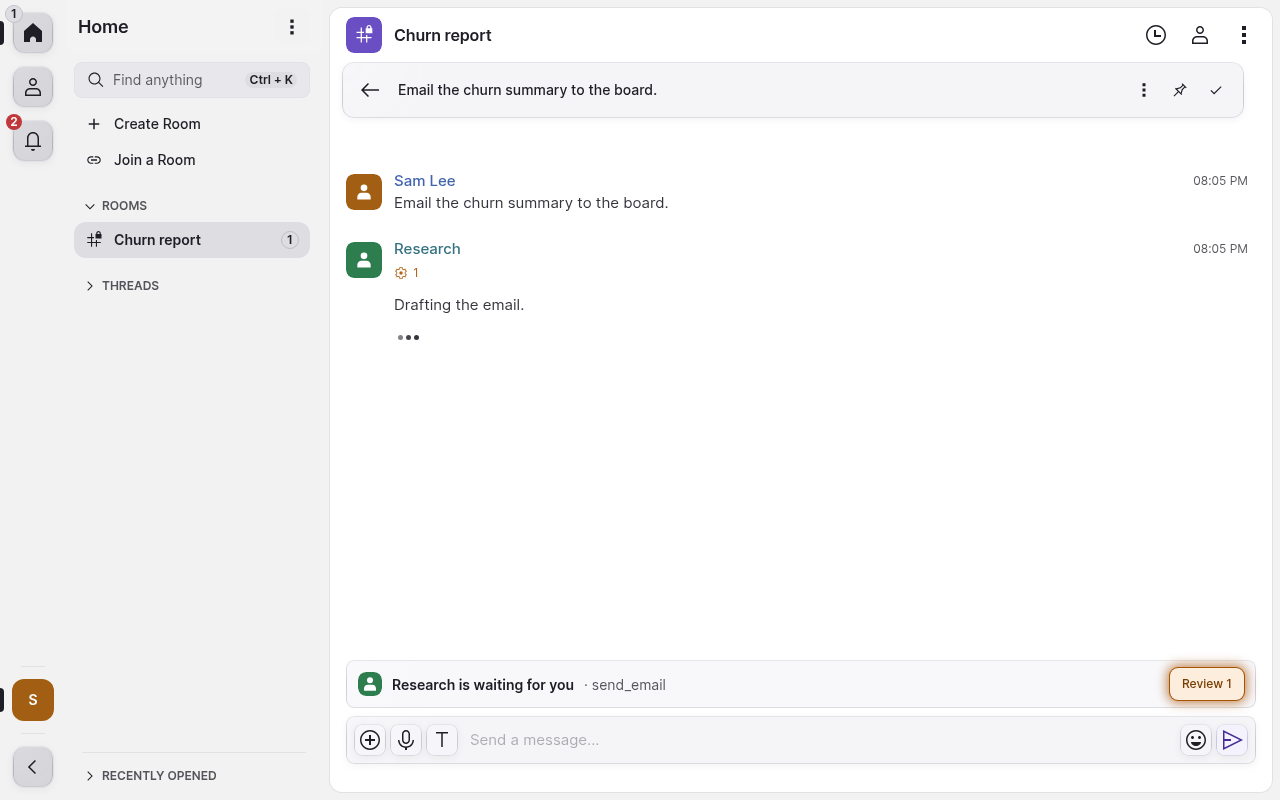 1
Home
Find anything
Ctrl + K
Create Room
2
Join a Room
ROOMS
Churn report
1
THREADS
S
RECENTLY OPENED
Churn report
Email the churn summary to the board.
Sam Lee
08:05 PM
Email the churn summary to the board.
Research
08:05 PM
1
Drafting the email.
Research is waiting for you · send_email
Review 1
T
Send a message...